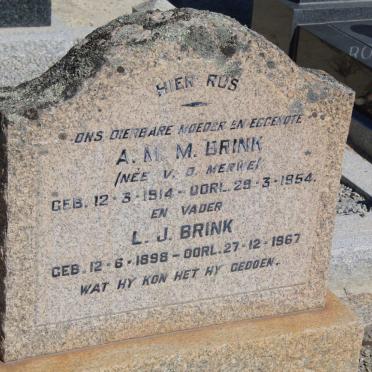 HIER RUS
ONS DIERBARE MOEDER EN EGGENOTE
A. M. M. BRINK
(NÉE V. D. MERWE)
GEB. 12-3-1914 - OORL. 29-3-1954.
EN VADER
L. J. BRINK
GEB. 12-6-1898 - OORL. 27-12-1967
WAT HY KON HET HY GEDOEN.